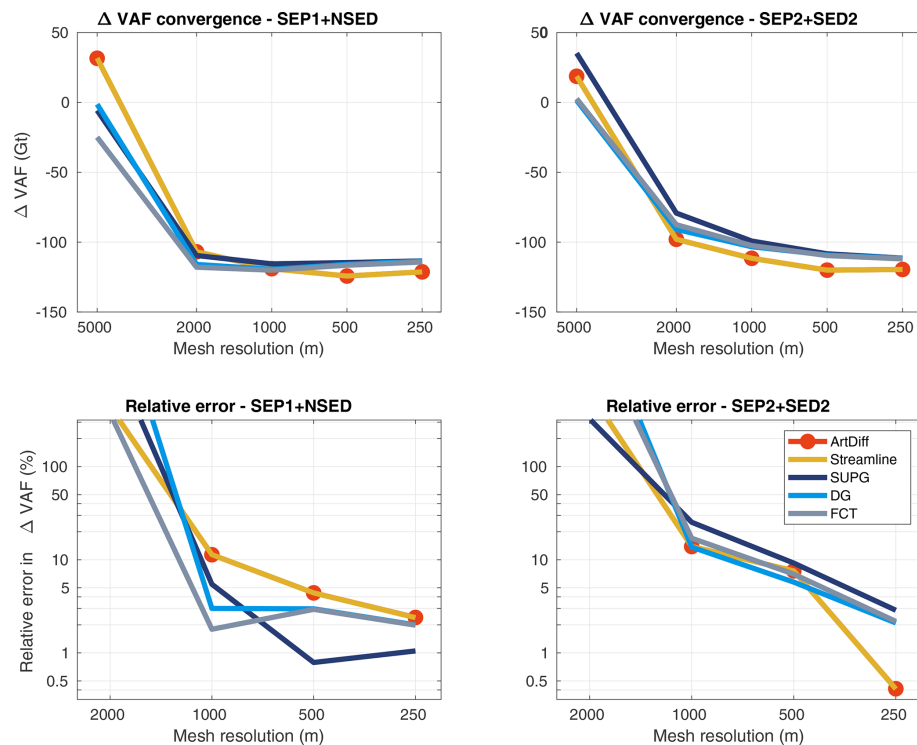 Δ VAF convergence - SEP1+NSED
50
0
-50
-100
-150
Δ VAF (Gt)
5000
2000
1000
500
250
Mesh resolution (m)
Δ VAF convergence - SEP2+SED2
50
0
-50
-100
-150
5000
2000
1000
500
250
Mesh resolution (m)
Relative error - SEP1+NSED
100
50
10
5
1
0.5
Relative error in Δ VAF (%)
2000
1000
500
250
Mesh resolution (m)
Relative error - SEP2+SED2
100
50
10
5
1
0.5
ArtDiff
Streamline
SUPG
DG
FCT
2000
1000
500
250
Mesh resolution (m)